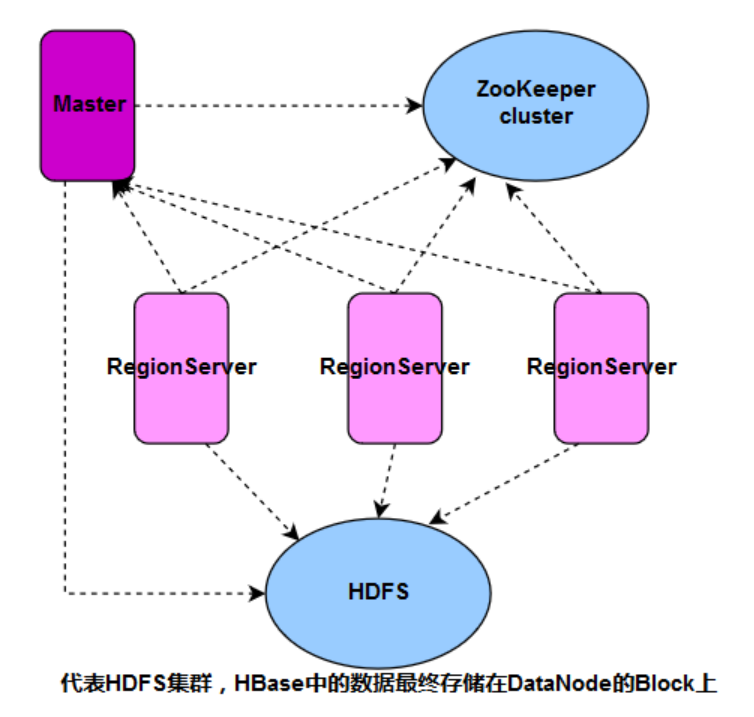 Master
ZooKeeper
cluster
RegionServer
RegionServer
RegionServer
HDFS
代表HDFS集群，HBase中的数据最终存储在DataNode的Block上